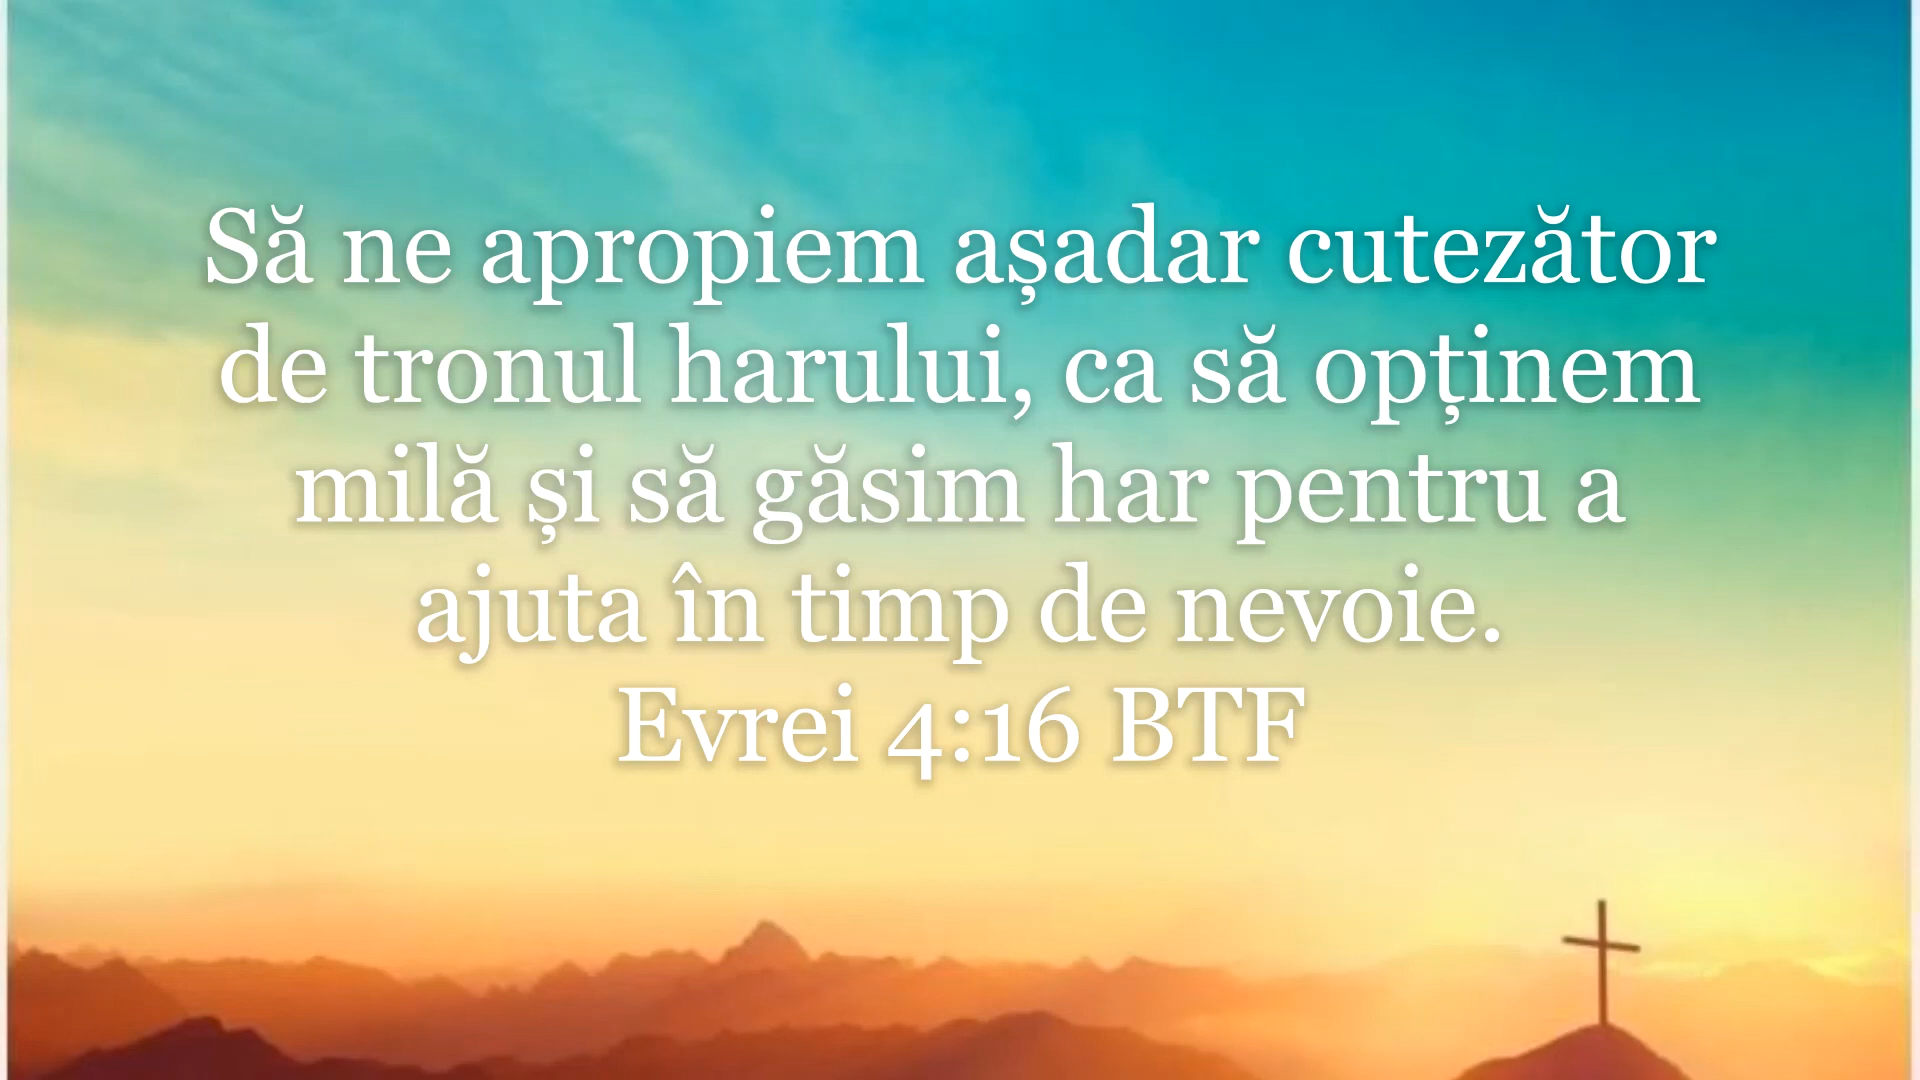 Să ne apropiem așadar cutezător
de tronul harului, ca să opținem
milă și să găsim har pentru a
ajuta în timp de nevoie.
Evrei 4:16 BTF